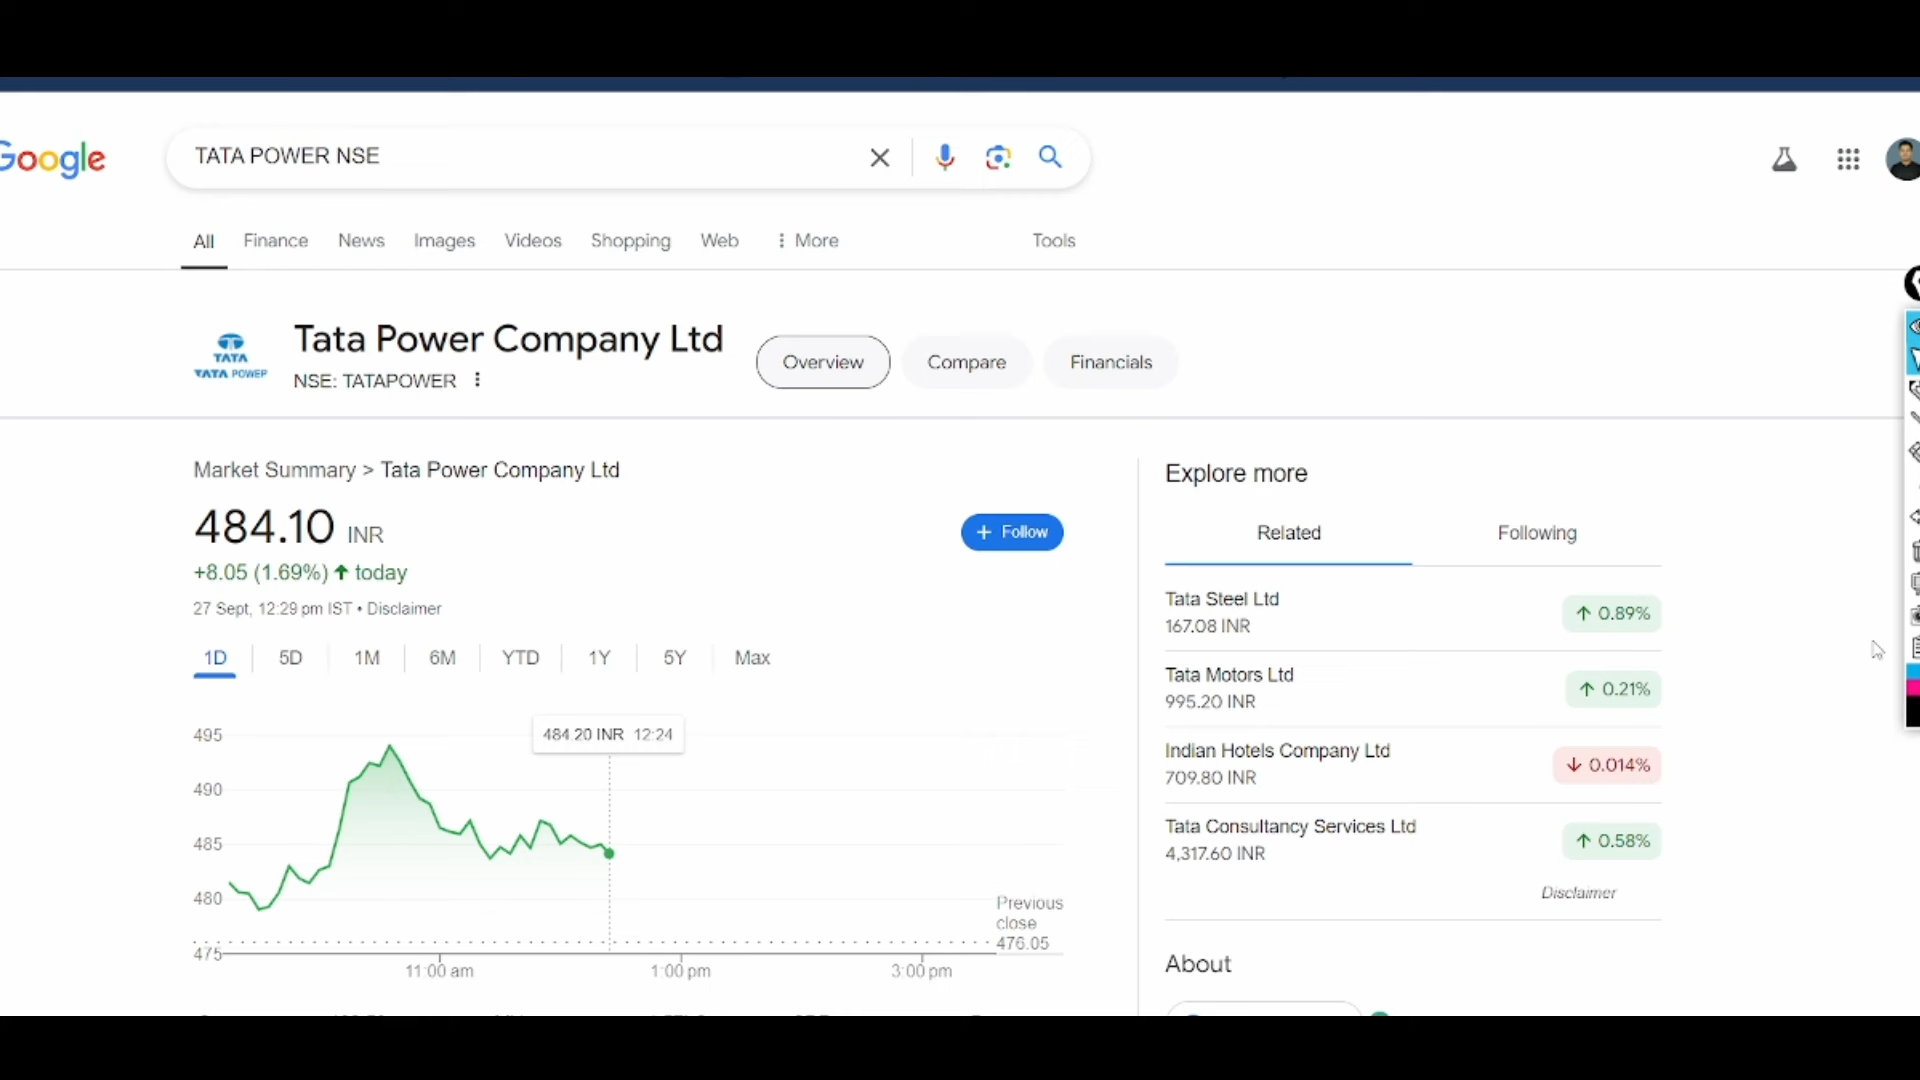 Google
TATA POWER NSE
All Finance News Images Videos Shopping Web More Tools
TATA
TATA POWER
Tata Power Company Ltd
NSE: TATAPOWER
Overview Compare Financials
Market Summary > Tata Power Company Ltd
484.10 INR
+ Follow
+8.05 (1.69%) ↑ today
27 Sept, 12:29 pm IST • Disclaimer
1D 5D 1M 6M YTD 1Y 5Y Max
484.20 INR 12:24
495
490
485
480
475
Previous
close
476.05
11:00 am 1:00 pm 3:00 pm
Explore more
Related Following
Tata Steel Ltd
167.08 INR
↑ 0.89%
Tata Motors Ltd
995.20 INR
↑ 0.21%
Indian Hotels Company Ltd
709.80 INR
↓ 0.014%
Tata Consultancy Services Ltd
4,317.60 INR
↑ 0.58%
Disclaimer
About